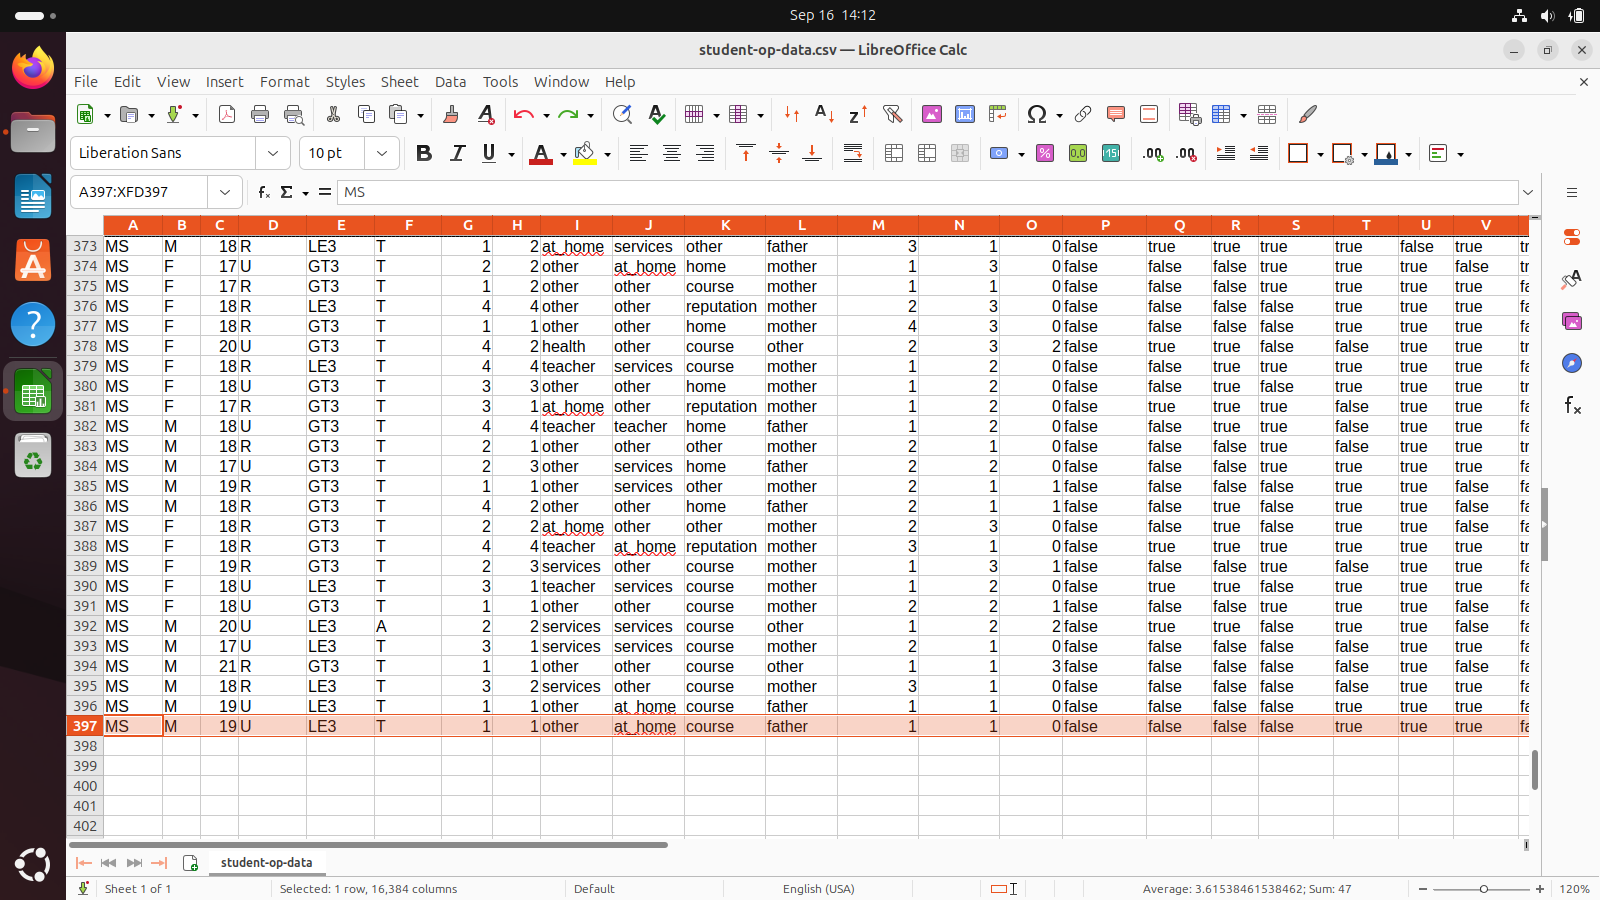 Sep 16 14:12
student-op-data.csv — LibreOffice Calc
File Edit View Insert Format Styles Sheet Data Tools Window Help
Liberation Sans 10 pt
A397:XFD397 MS
A B C D E F G H I J K L M N O P Q R S T U V
373 MS M 18 R LE3 T 1 2 at_home services other father 3 1 0 false true true true true false true tr
374 MS F 17 U GT3 T 2 2 other at_home home mother 1 3 0 false false false true true true false tr
375 MS F 17 R GT3 T 1 2 other other course mother 1 1 0 false false false true true true true fa
376 MS F 18 R LE3 T 4 4 other other reputation mother 2 3 0 false false false false true true true tr
377 MS F 18 R GT3 T 1 1 other other home mother 4 3 0 false false false false true true true fa
378 MS F 20 U GT3 T 4 2 health other course other 2 3 2 false true true false false true true tr
379 MS F 18 R LE3 T 4 4 teacher services course mother 1 2 0 false false true false true true true fa
380 MS F 18 U GT3 T 3 3 other other home mother 1 2 0 false false true false true true true tr
381 MS F 17 R GT3 T 3 1 at_home other reputation mother 1 2 0 false true true true false true true fa
382 MS M 18 U GT3 T 4 4 teacher teacher home father 1 2 0 false false true true false true true fa
383 MS M 18 R GT3 T 2 1 other other other mother 2 1 0 false false false true false true true tr
384 MS M 17 U GT3 T 2 3 other services home father 2 2 0 false false false true true true true fa
385 MS M 19 R GT3 T 1 1 other services other mother 2 1 1 false false false false true true false fa
386 MS M 18 R GT3 T 4 2 other other home father 2 1 1 false false true false true true false fa
387 MS F 18 R GT3 T 2 2 at_home other other mother 2 3 0 false false true false true true false fa
388 MS F 18 R GT3 T 4 4 teacher at_home reputation mother 3 1 0 false true true true true true true tr
389 MS F 19 R GT3 T 2 3 services other course mother 1 3 1 false false false true false true true fa
390 MS F 18 U LE3 T 3 1 teacher services course mother 1 2 0 false true true false true true true fa
391 MS F 18 U GT3 T 1 1 other other course mother 2 2 1 false false false true true true false fa
392 MS M 20 U LE3 A 2 2 services services course other 1 2 2 false true true false true true false fa
393 MS M 17 U LE3 T 3 1 services services course mother 2 1 0 false false false false false true true fa
394 MS M 21 R GT3 T 1 1 other other course other 1 1 3 false false false false false true false fa
395 MS M 18 R LE3 T 3 2 services other course mother 3 1 0 false false false false false true true fa
396 MS M 19 U LE3 T 1 1 other at_home course father 1 1 0 false false false false true true true fa
397 MS M 19 U LE3 T 1 1 other at_home course father 1 1 0 false false false false true true true fa
398
399
400
401
402
student-op-data
Sheet 1 of 1 Selected: 1 row, 16,384 columns Default English (USA) Average: 3.61538461538462; Sum: 47 120%